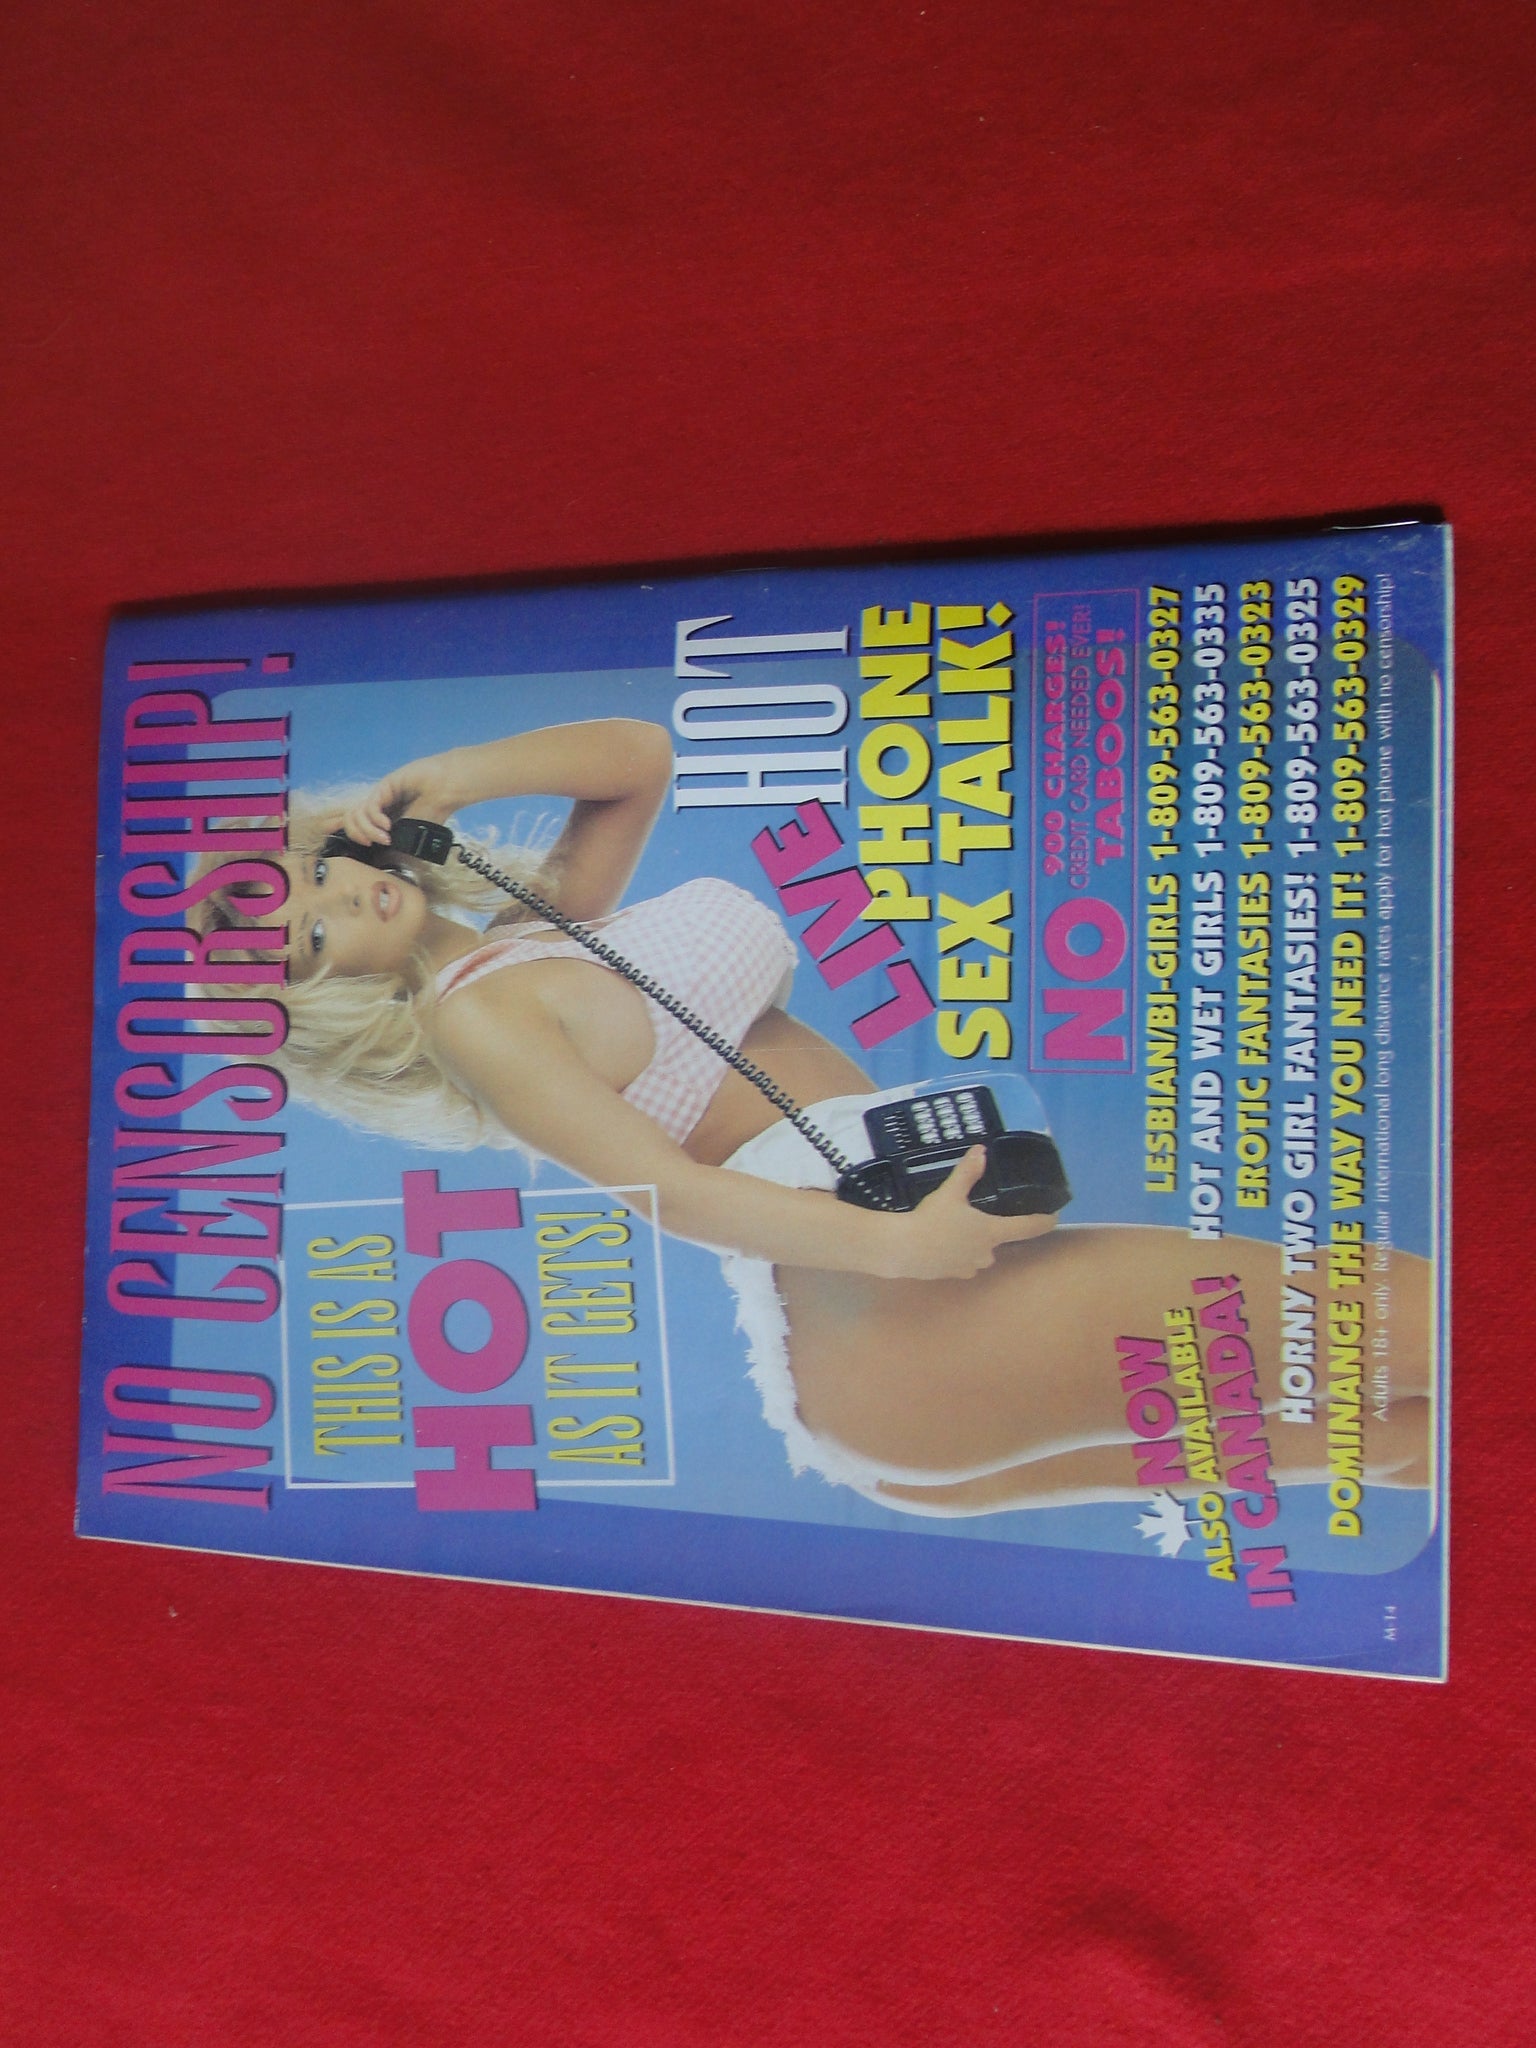 NO CENSORSHIP!
THIS IS AS
HOT
AS IT GETS!
HOT
LIVE
PHONE
SEX TALK!
NO
900 CHARGES!
CREDIT CARD NEEDED EVER!
TABOOS!
NOW
ALSO AVAILABLE
IN CANADA!
LESBIAN/BI-GIRLS 1-809-563-0327
HOT AND WET GIRLS 1-809-563-0335
EROTIC FANTASIES 1-809-563-0323
HORNY TWO GIRL FANTASIES! 1-809-563-0325
DOMINANCE THE WAY YOU NEED IT! 1-809-563-0329
Adults 18+ only. Regular international long distance rates apply for hot phone with no censorship!
M-14